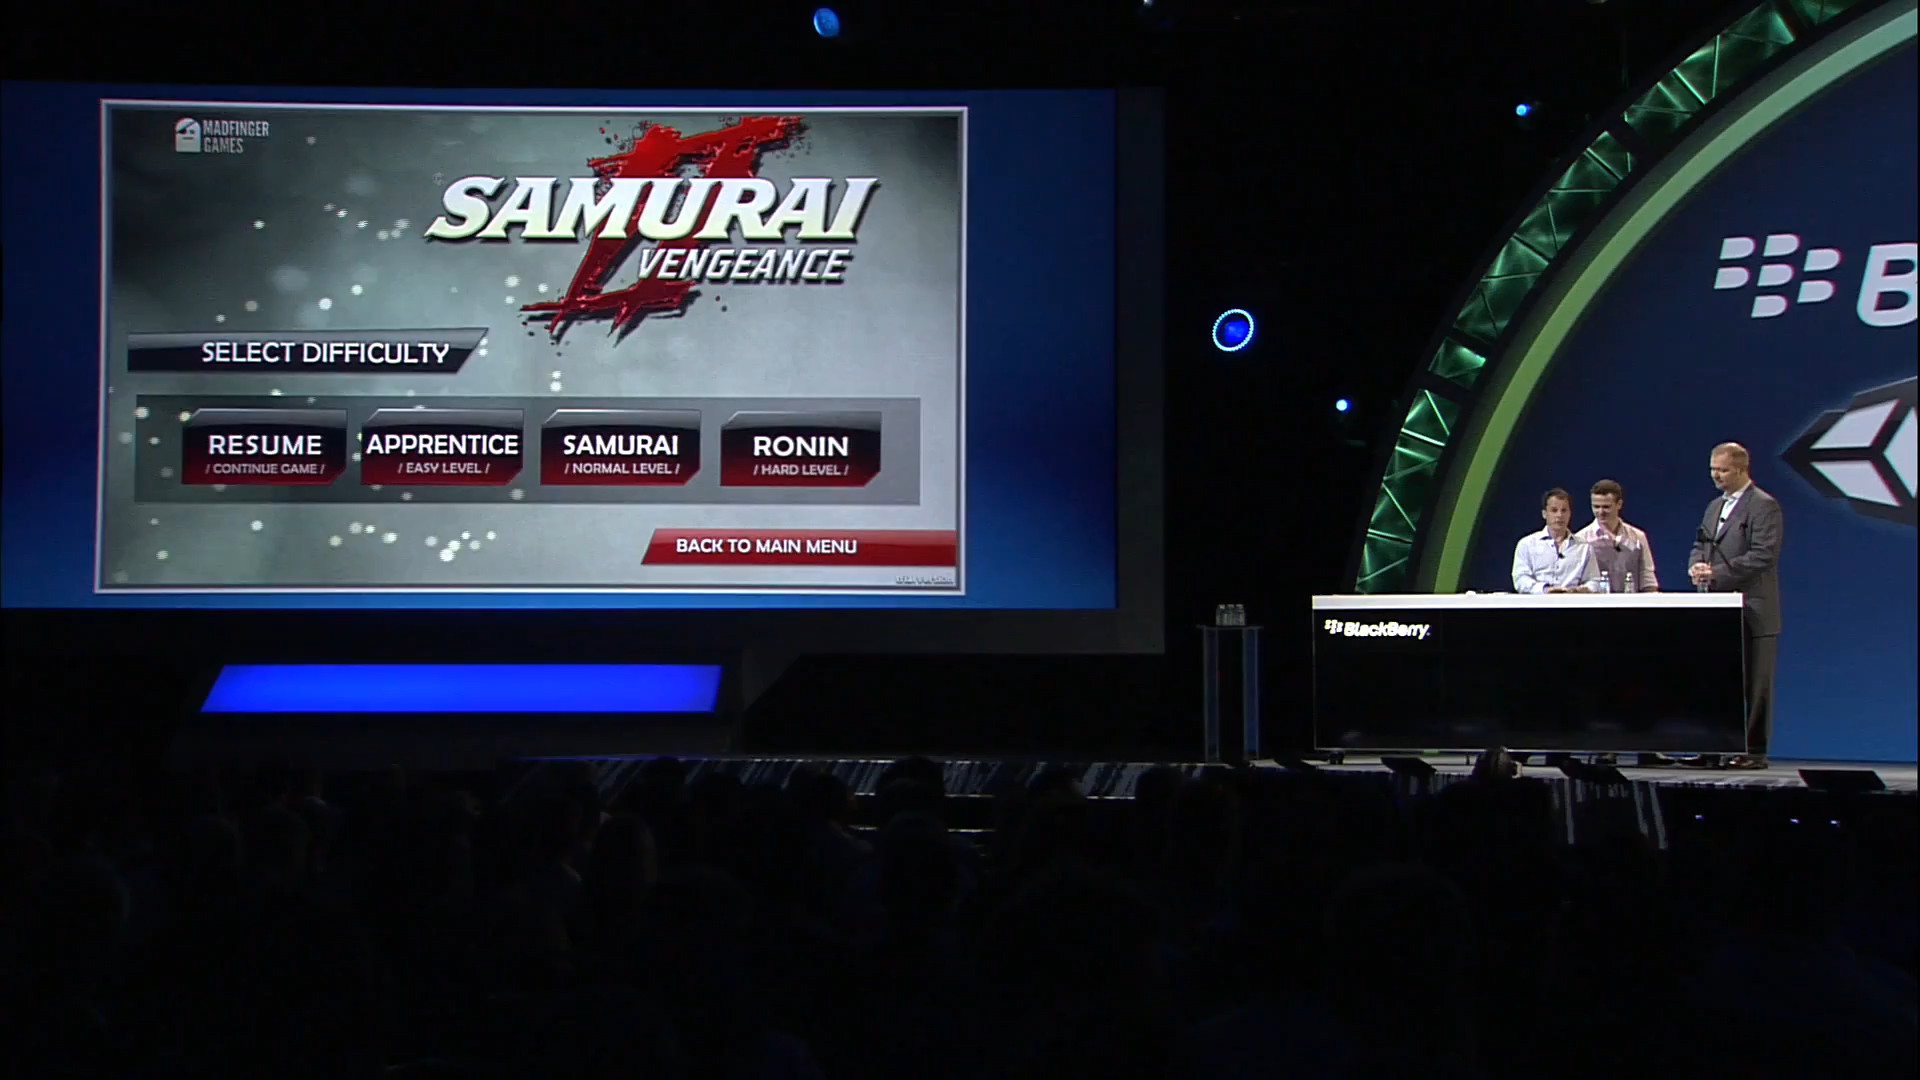 MADFINGER
GAMES
II
SAMURAI
VENGEANCE
SELECT DIFFICULTY
RESUME
/ CONTINUE GAME /
APPRENTICE
/ EASY LEVEL /
SAMURAI
/ NORMAL LEVEL /
RONIN
/ HARD LEVEL /
BACK TO MAIN MENU
B
BlackBerry.